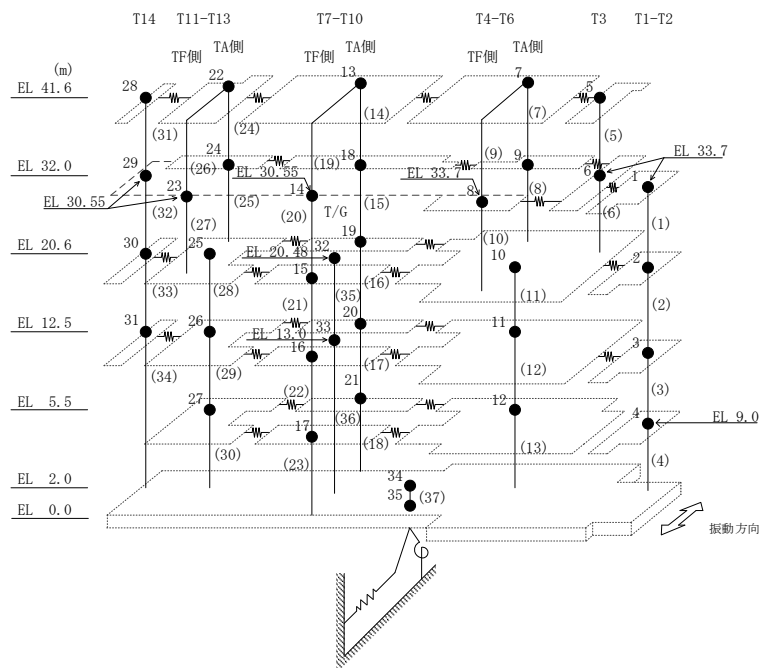 T14 T11-T13 T7-T10 T4-T6 T3 T1-T2
TF側 TA側 TF側 TA側 TF側 TA側
(m)
EL 41.6
28 22 13 7 5
(31) (24) (14) (7) (5)
EL 32.0
29 24 18 9 6 1
(26) (19) (9) EL 33.7
EL 30.55 EL 33.7
23 14 8 (8) (6)
EL 30.55
(32) (25) (15) (1)
(27) (20) T/G (10)
EL 20.6
30 25 32 19 10 2
EL 20.48
15
(33) (28) (35) (16) (11)
(21) (2)
EL 12.5
31 26 33 20 11 3
EL 13.0
16
(34) (29) (17) (12)
(3)
EL 5.5
27 (22) 21 12 4
(36) EL 9.0
17
(30) (18) (13)
(23) (4)
EL 2.0
34
EL 0.0
35 (37)
振動方向